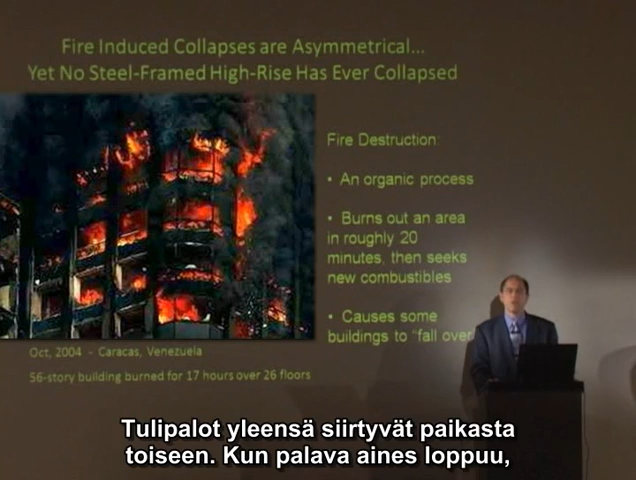 Fire Induced Collapses are Asymmetrical...
Yet No Steel-Framed High-Rise Has Ever Collapsed
Fire Destruction:
• An organic process
• Burns out an area
in roughly 20
minutes, then seeks
new combustibles
• Causes some
buildings to "fall over
Oct, 2004 - Caracas, Venezuela
56-story building burned for 17 hours over 26 floors
Tulipalot yleensä siirtyvät paikasta
toiseen. Kun palava aines loppuu,